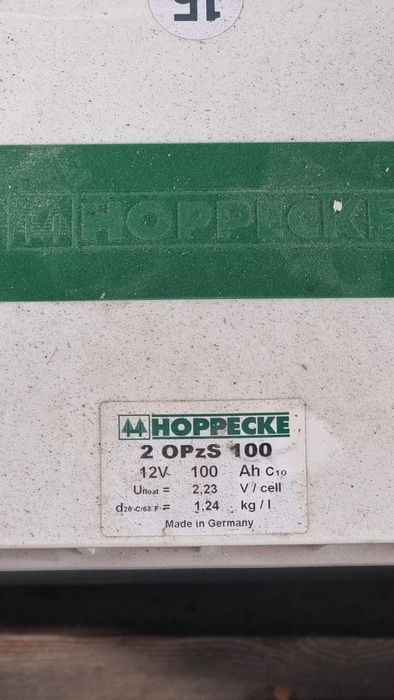 15
HOPPECKE
HOPPECKE
2 OPzS 100
12V 100 Ah C10
Ufloat = 2,23 V / cell
d20°C/68°F = 1,24 kg / l
Made in Germany